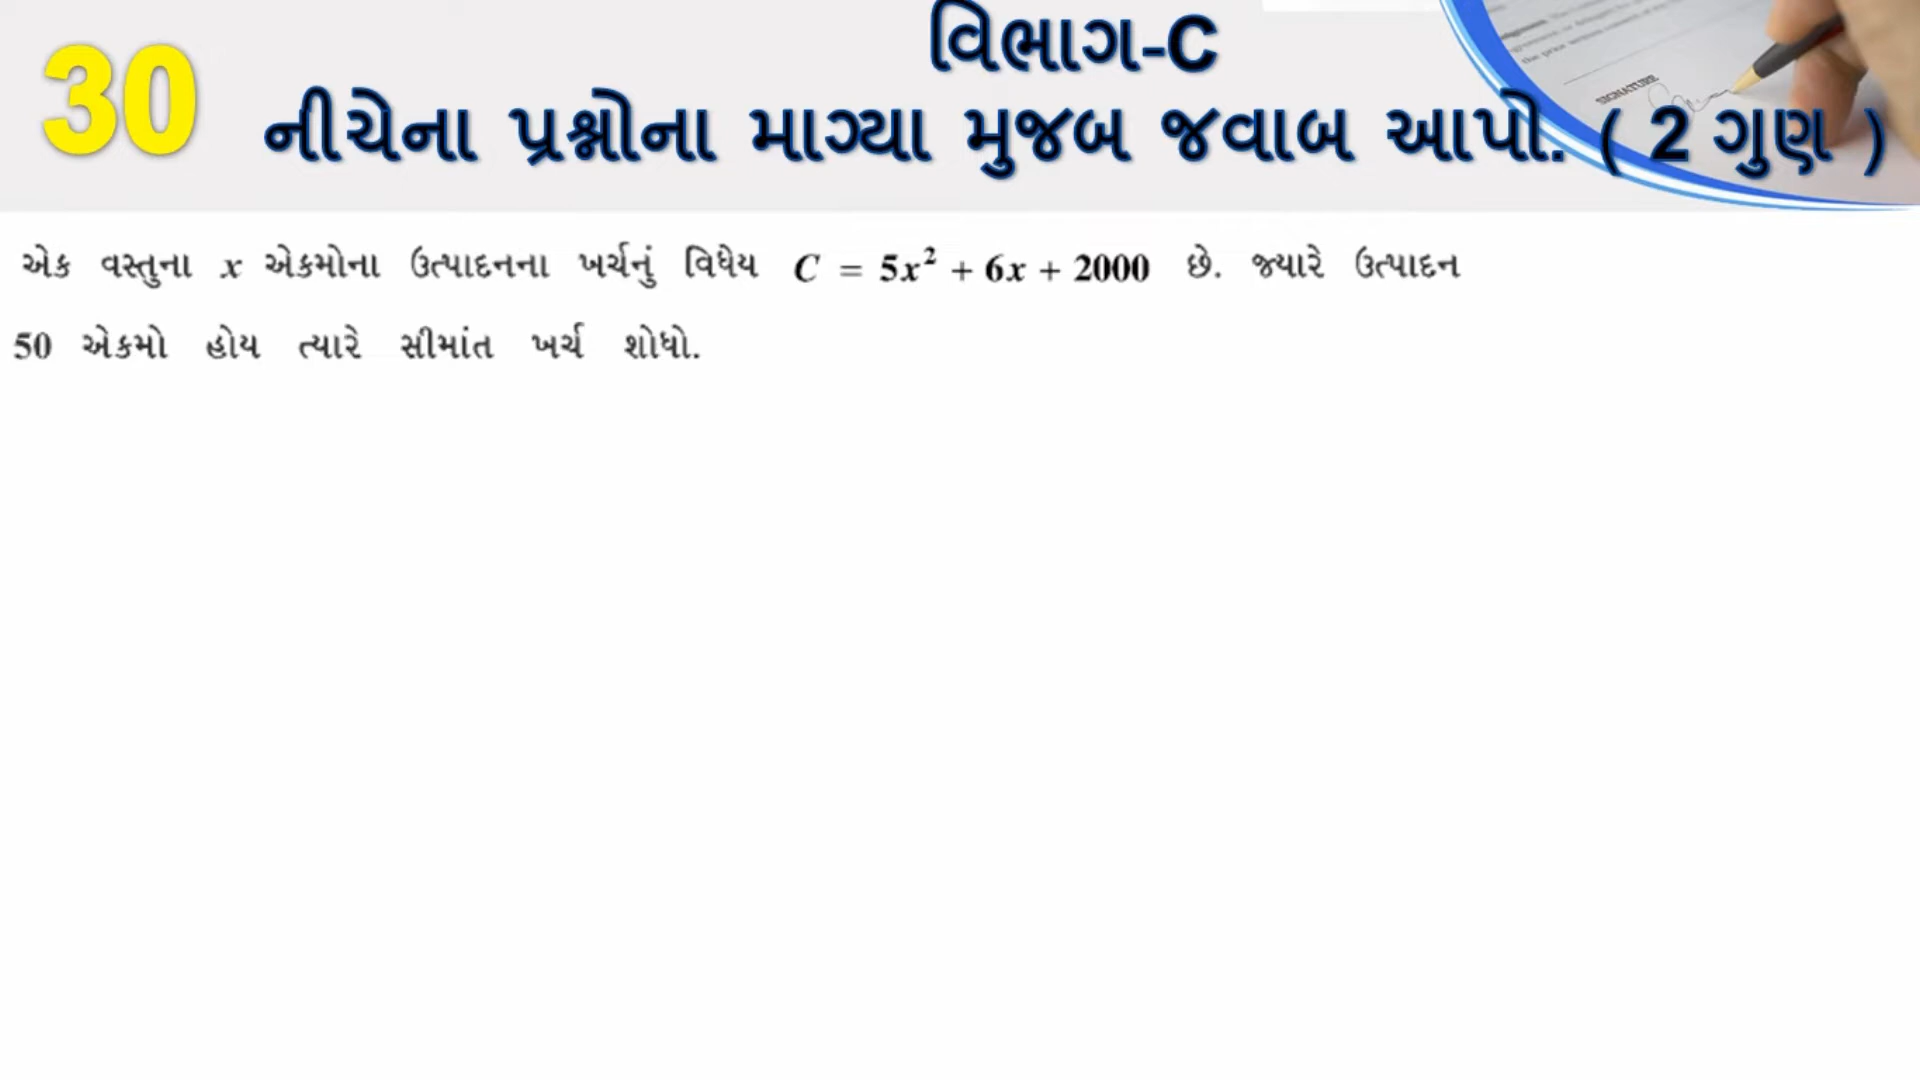 વિભાગ-C
30 નીચેના પ્રશ્નોના માગ્યા મુજબ જવાબ આપો. ( 2 ગુણ )
SIGNATURE
એક વસ્તુના x એકમોના ઉત્પાદનના ખર્ચનું વિધેય C = 5x² + 6x + 2000 છે. જ્યારે ઉત્પાદન
50 એકમો હોય ત્યારે સીમાંત ખર્ચ શોધો.